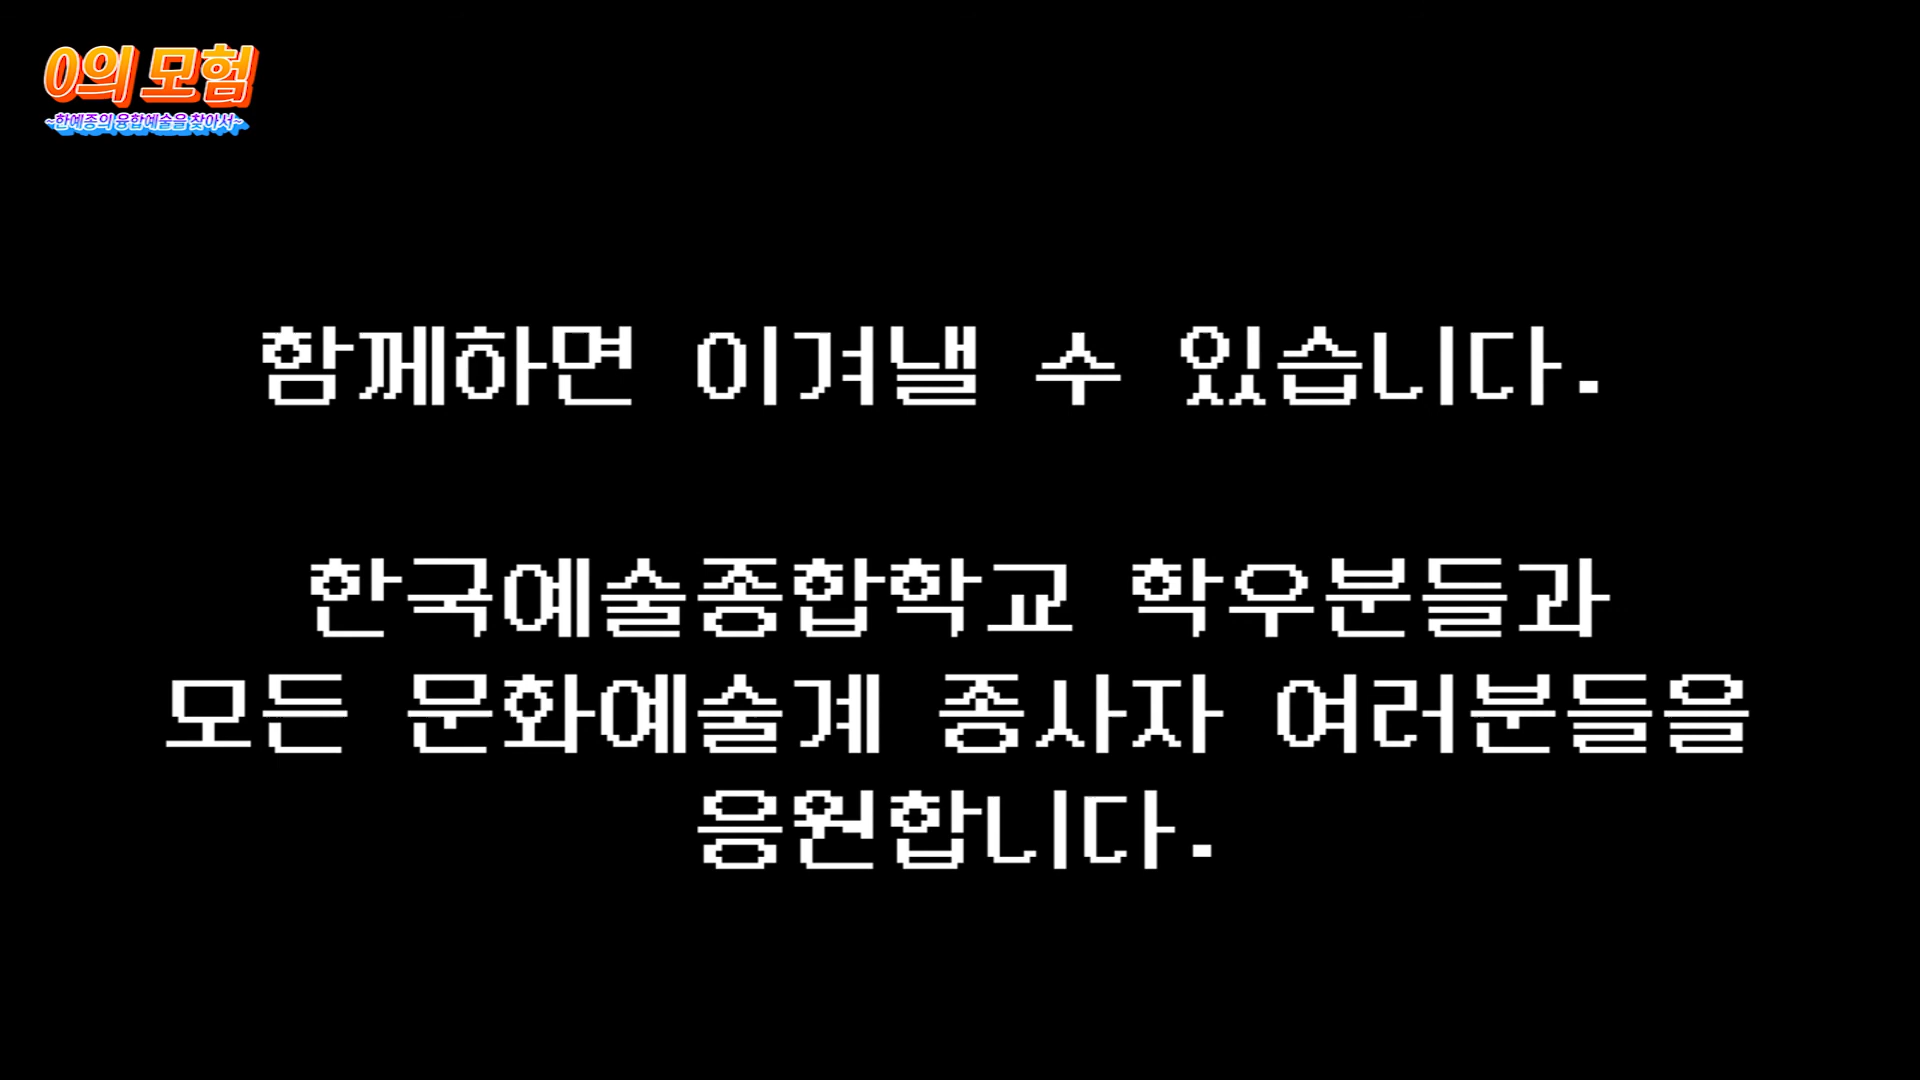 0의 모험
~한예종의 융합예술을 찾아서~
함께하면 이겨낼 수 있습니다.
한국예술종합학교 학우분들과
모든 문화예술계 종사자 여러분들을
응원합니다.